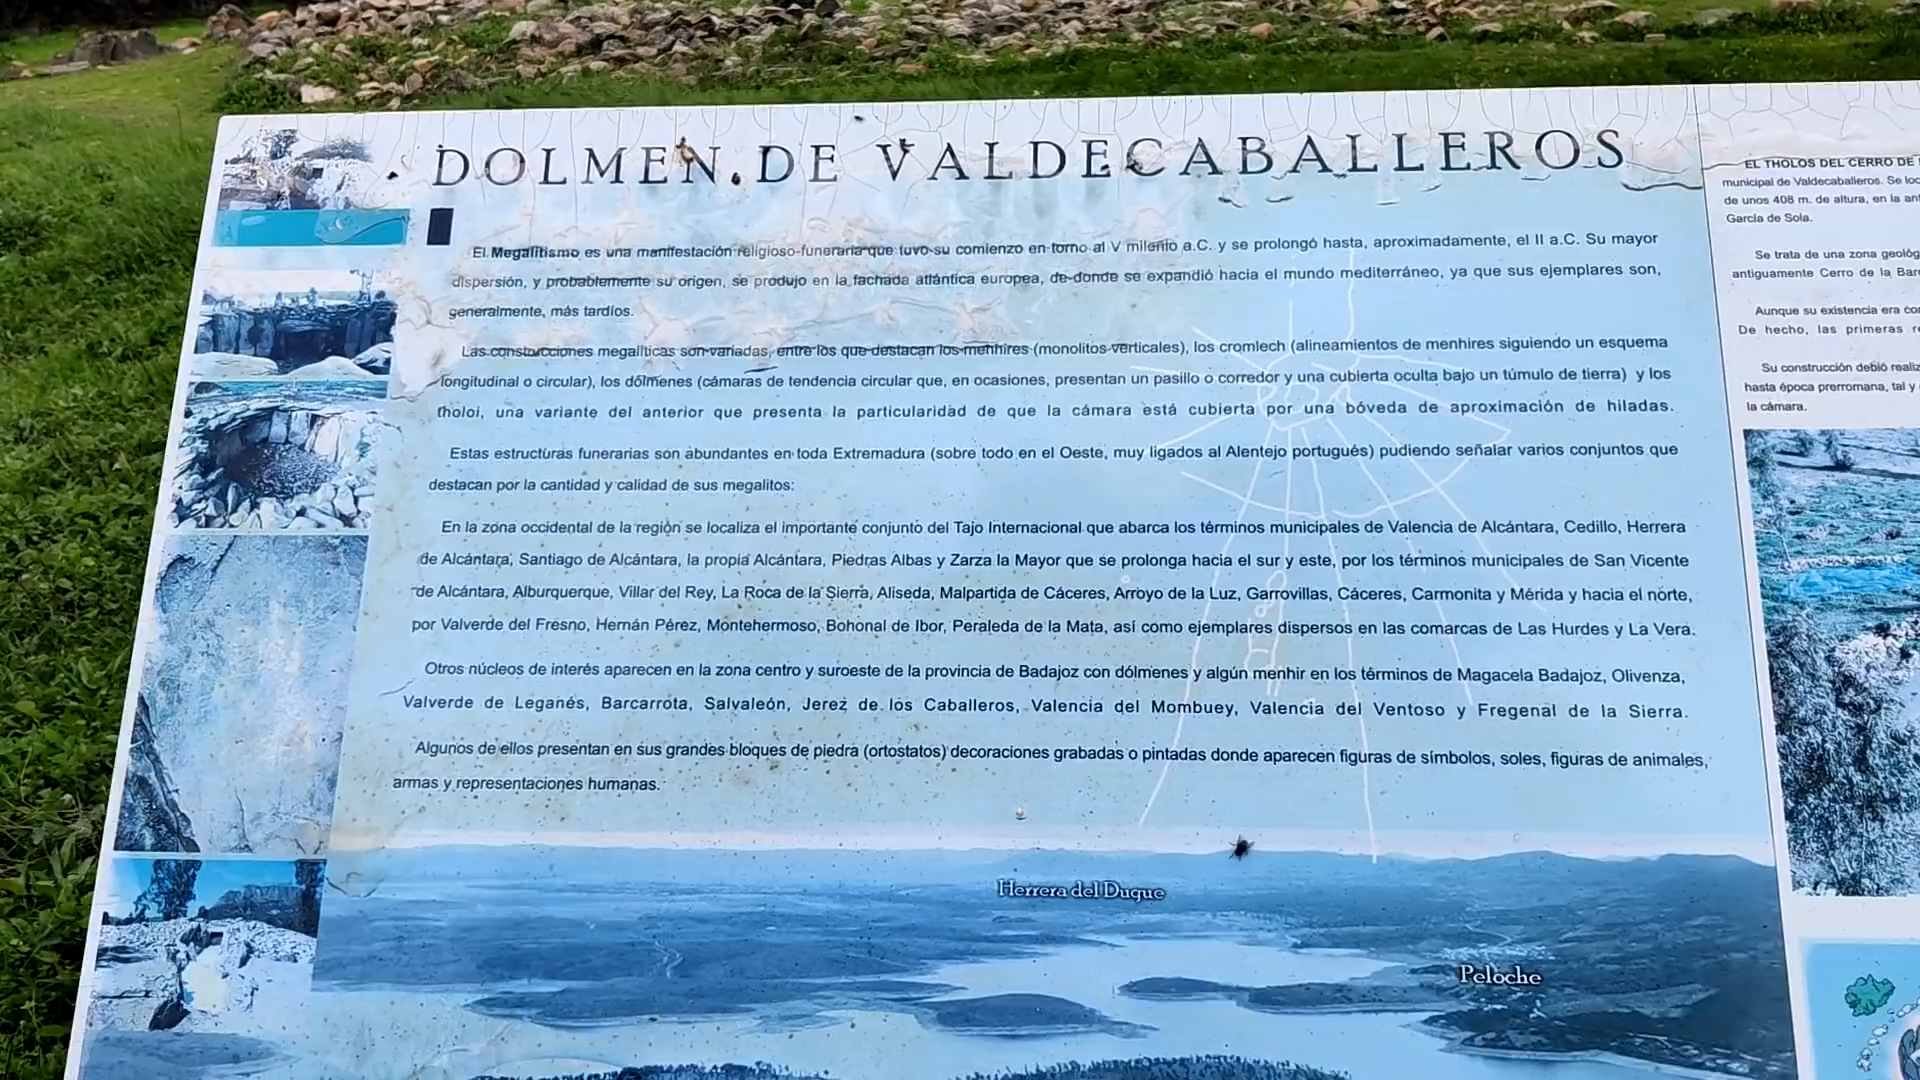 DOLMEN DE VALDECABALLEROS
El Megalitismo es una manifestación religioso-funeraria que tuvo su comienzo en torno al V milenio a.C. y se prolongó hasta, aproximadamente, el II a.C. Su mayor
dispersión, y probablemente su origen, se produjo en la fachada atlántica europea, de donde se expandió hacia el mundo mediterráneo, ya que sus ejemplares son,
generalmente, más tardíos.
Las construcciones megalíticas son variadas, entre los que destacan los menhires (monolitos verticales), los cromlech (alineamientos de menhires siguiendo un esquema
longitudinal o circular), los dólmenes (cámaras de tendencia circular que, en ocasiones, presentan un pasillo o corredor y una cubierta oculta bajo un túmulo de tierra) y los
tholoi, una variante del anterior que presenta la particularidad de que la cámara está cubierta por una bóveda de aproximación de hiladas.
Estas estructuras funerarias son abundantes en toda Extremadura (sobre todo en el Oeste, muy ligados al Alentejo portugués) pudiendo señalar varios conjuntos que
destacan por la cantidad y calidad de sus megalitos:
En la zona occidental de la región se localiza el importante conjunto del Tajo Internacional que abarca los términos municipales de Valencia de Alcántara, Cedillo, Herrera
de Alcántara, Santiago de Alcántara, la propia Alcántara, Piedras Albas y Zarza la Mayor que se prolonga hacia el sur y este, por los términos municipales de San Vicente
de Alcántara, Alburquerque, Villar del Rey, La Roca de la Sierra, Aliseda, Malpartida de Cáceres, Arroyo de la Luz, Garrovillas, Cáceres, Carmonita y Mérida y hacia el norte,
por Valverde del Fresno, Hernán Pérez, Montehermoso, Bohonal de Ibor, Peraleda de la Mata, así como ejemplares dispersos en las comarcas de Las Hurdes y La Vera.
Otros núcleos de interés aparecen en la zona centro y suroeste de la provincia de Badajoz con dólmenes y algún menhir en los términos de Magacela Badajoz, Olivenza,
Valverde de Leganés, Barcarrota, Salvaleón, Jerez de los Caballeros, Valencia del Mombuey, Valencia del Ventoso y Fregenal de la Sierra.
Algunos de ellos presentan en sus grandes bloques de piedra (ortostatos) decoraciones grabadas o pintadas donde aparecen figuras de símbolos, soles, figuras de animales,
armas y representaciones humanas.
Herrera del Duque
Peloche
EL THOLOS DEL CERRO DE
municipal de Valdecaballeros. Se loc
de unos 408 m. de altura, en la ant
García de Sola.
Se trata de una zona geológ
antiguamente Cerro de la Bar
Aunque su existencia era co
De hecho, las primeras r
Su construcción debió realiz
hasta época prerromana, tal y
la cámara.